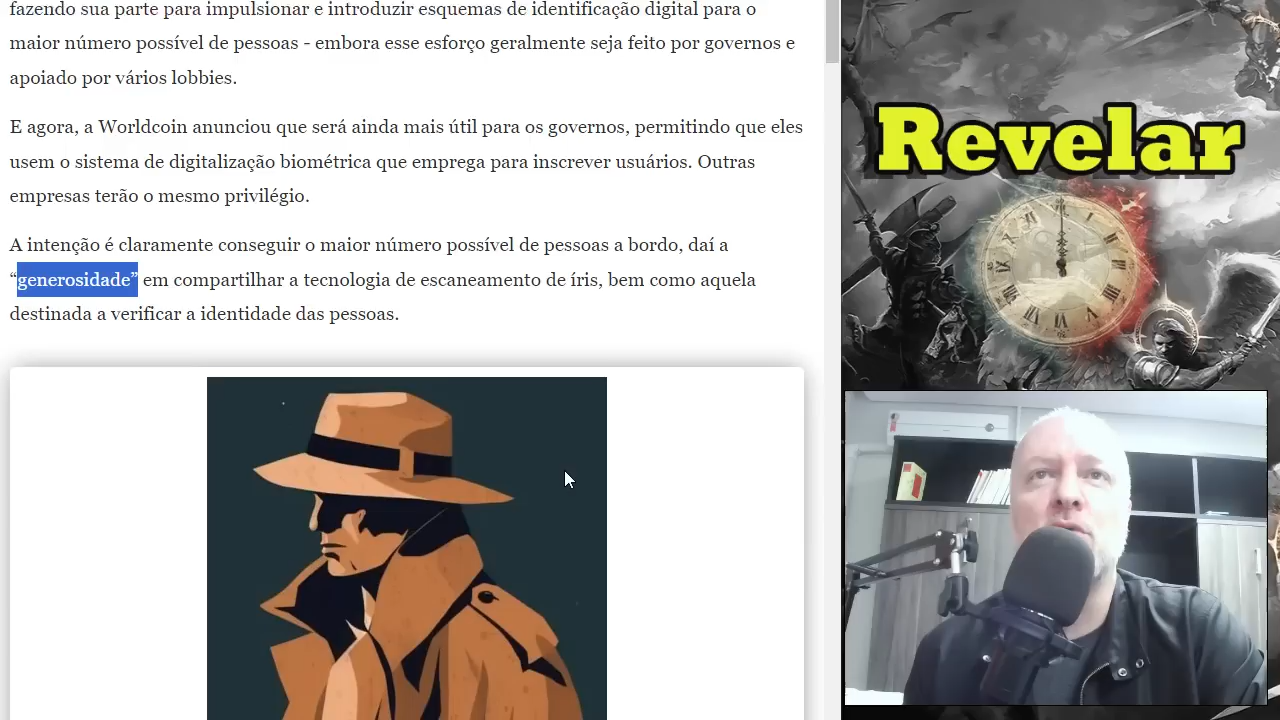 fazendo sua parte para impulsionar e introduzir esquemas de identificação digital para o
maior número possível de pessoas - embora esse esforço geralmente seja feito por governos e
apoiado por vários lobbies.
E agora, a Worldcoin anunciou que será ainda mais útil para os governos, permitindo que eles
usem o sistema de digitalização biométrica que emprega para inscrever usuários. Outras
empresas terão o mesmo privilégio.
A intenção é claramente conseguir o maior número possível de pessoas a bordo, daí a
“generosidade” em compartilhar a tecnologia de escaneamento de íris, bem como aquela
destinada a verificar a identidade das pessoas.
Revelar